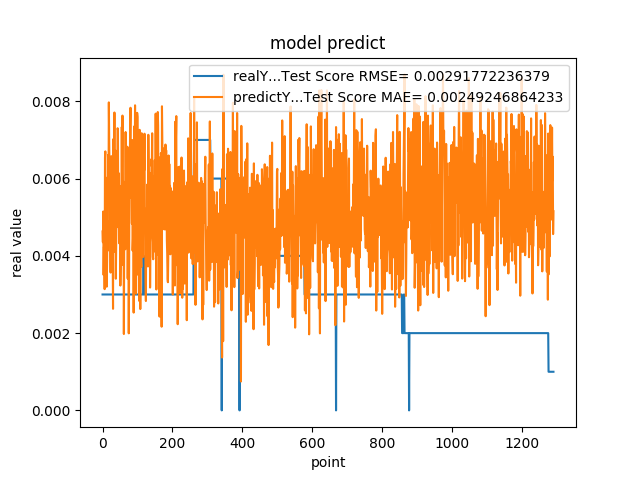 model predict
realY...Test Score RMSE= 0.00291772236379
predictY...Test Score MAE= 0.00249246864233
0.008
0.006
0.004
0.002
0.000
real value
0 200 400 600 800 1000 1200
point